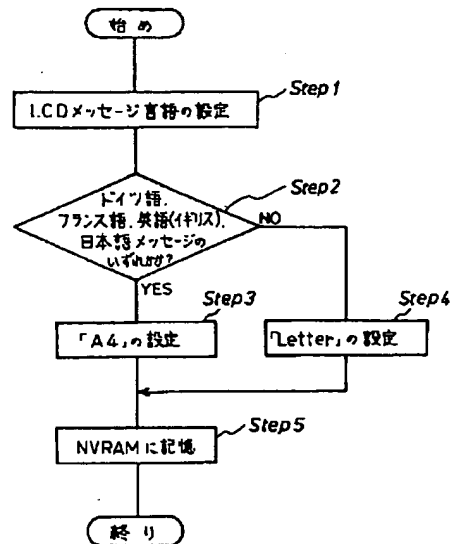 始め
LCDメッセージ言語の設定
Step1
ドイツ語,
フランス語,英語(イギリス),
日本語メッセージの
いずれかか?
Step2
NO
YES
「A4」の設定
Step3
「Letter」の設定
Step4
NVRAMに記憶
Step5
終り